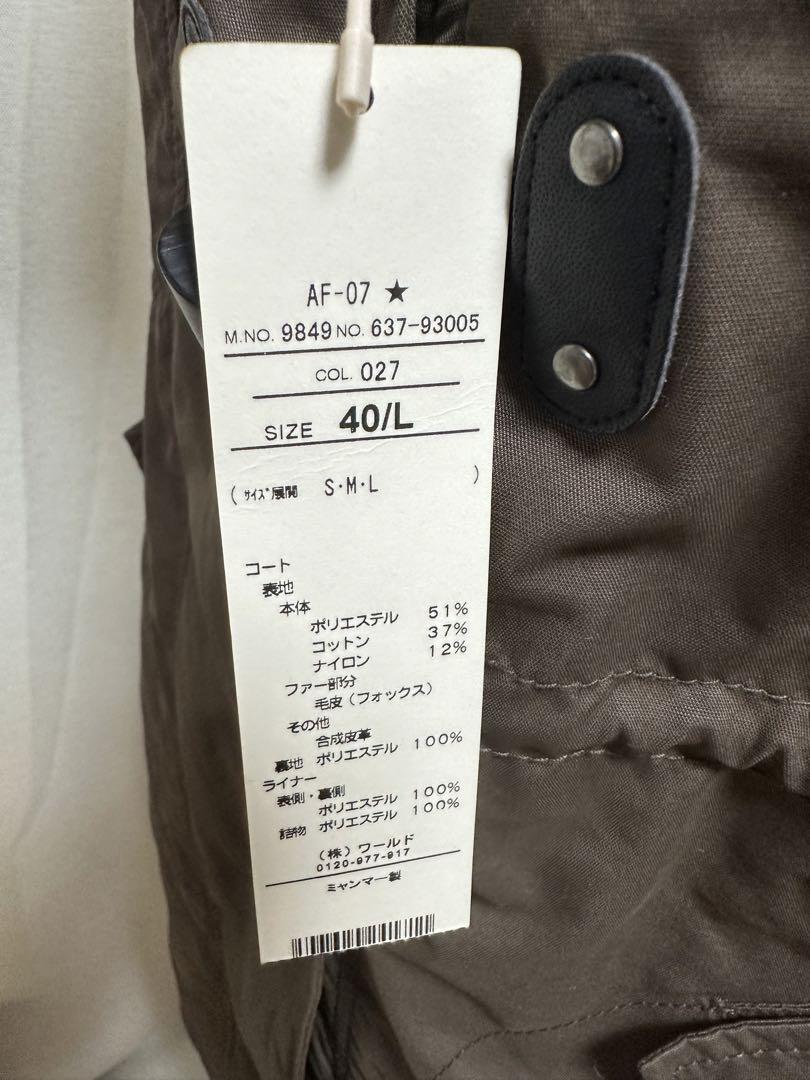 AF-07 ★
M.NO. 9849 NO. 637-93005
COL. 027
SIZE 40/L
( ｻｲｽﾞ展開 S・M・L )
コート
表地
本体
ポリエステル 51%
コットン 37%
ナイロン 12%
ファー部分
毛皮(フォックス)
その他
合成皮革
裏地 ポリエステル 100%
ライナー
表側・裏側
ポリエステル 100%
詰物 ポリエステル 100%
(株)ワールド
0120-977-917
ミャンマー製